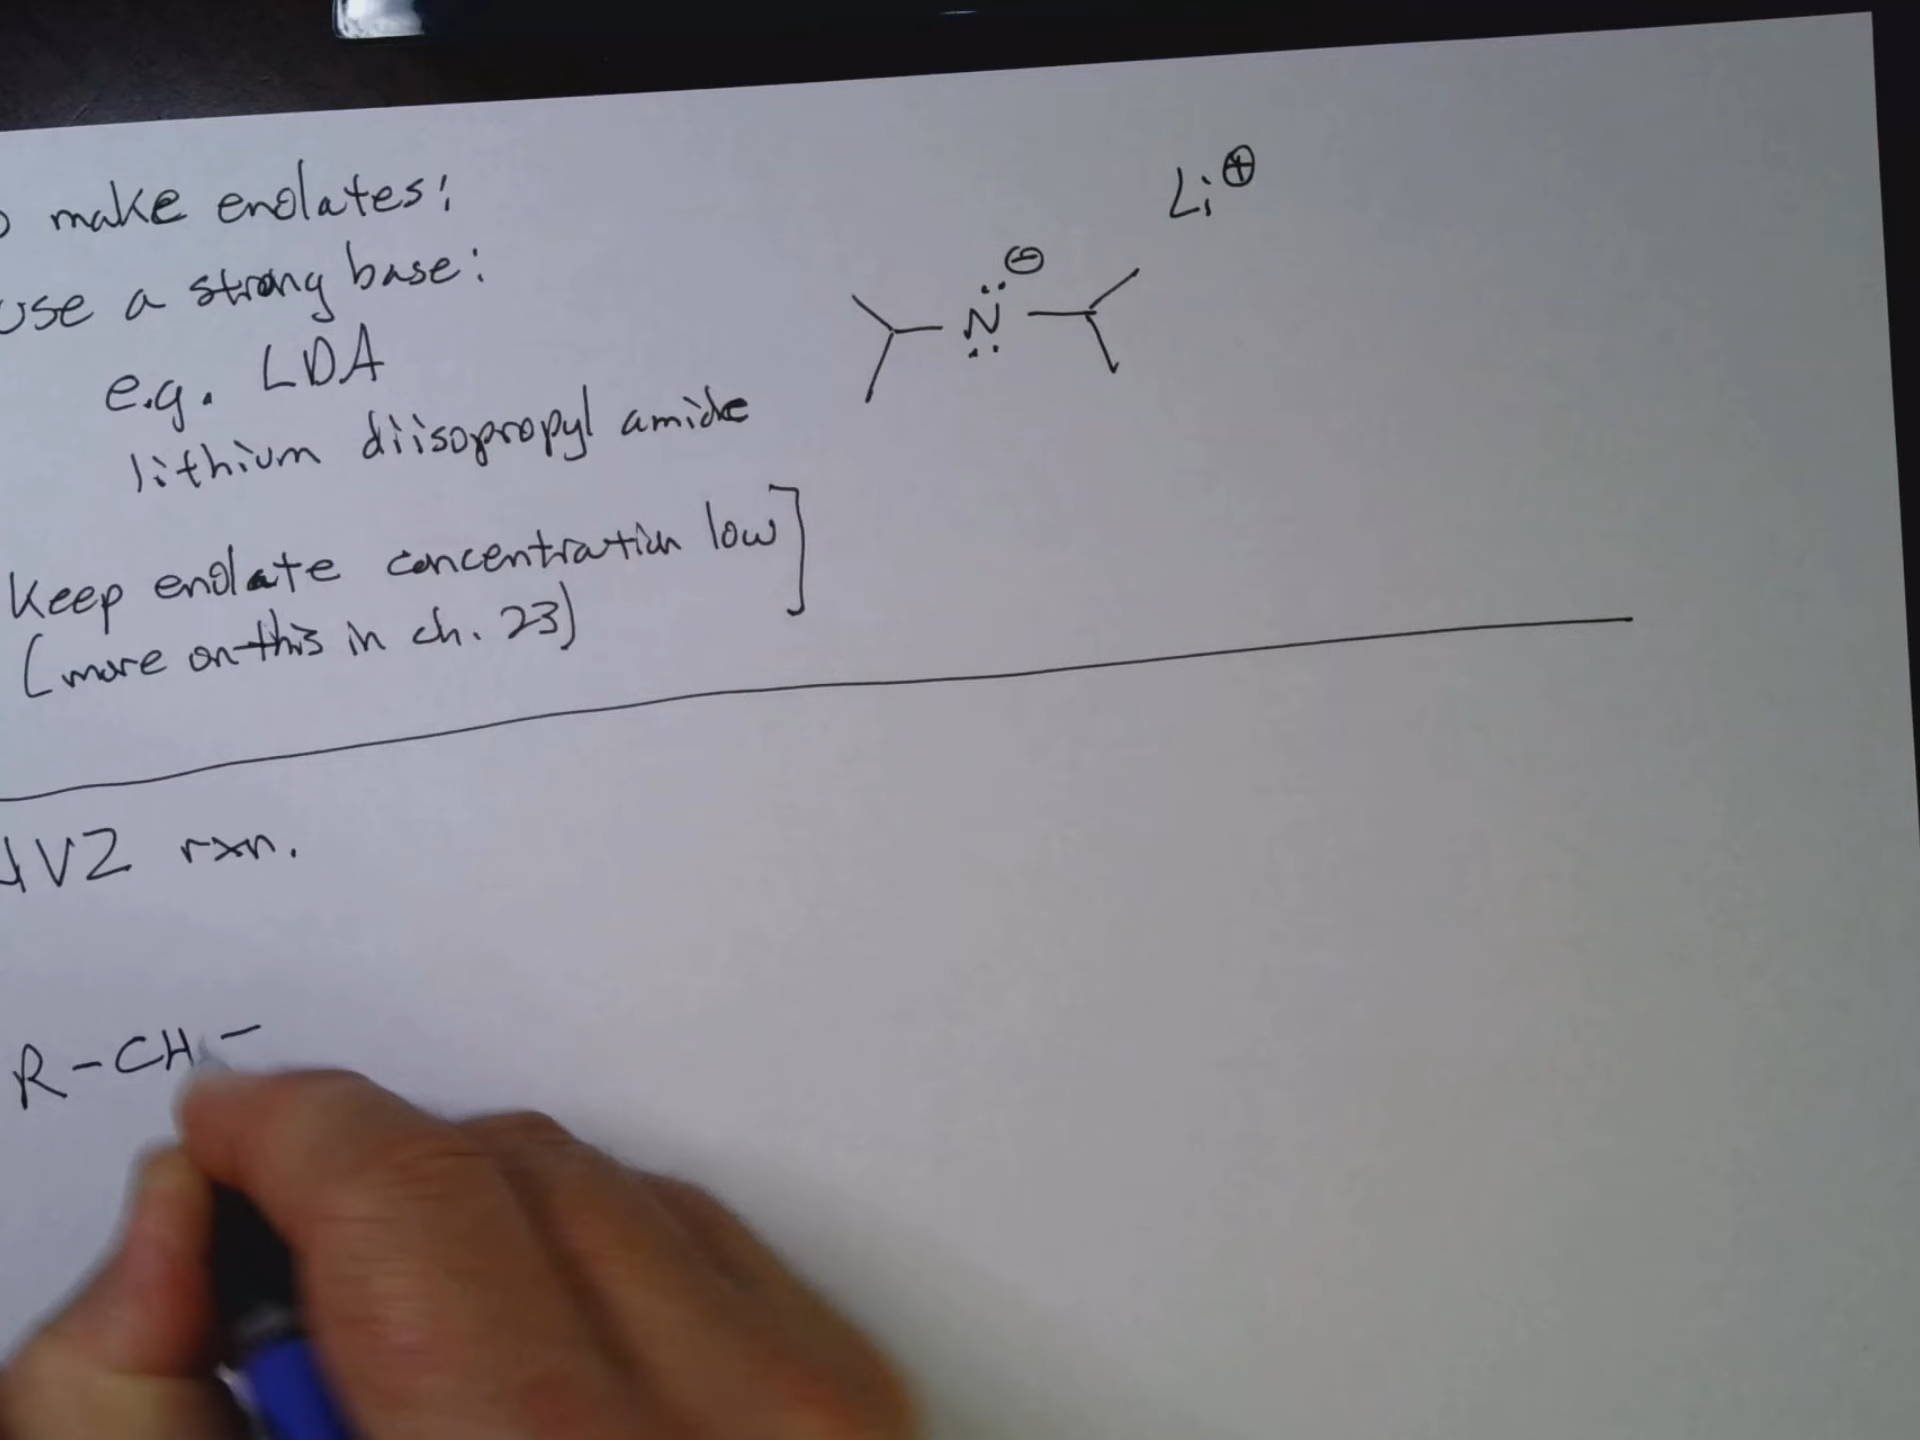 make enolates:
use a strong base:
e.g. LDA
lithium diisopropyl amide
Keep enolate concentration low]
(more on this in ch. 23)
Li⊕
⊖
N
VZ rxn.
R-CH-